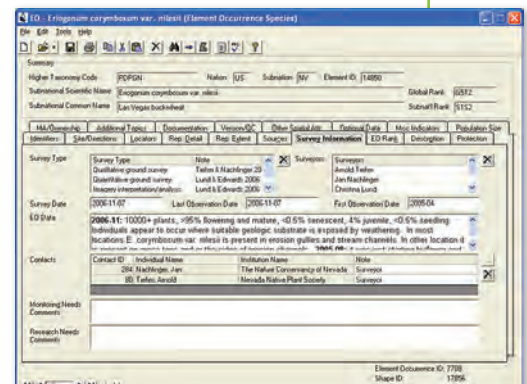 EO - Eriogonum corymbosum var. nilesii (Element Occurrence Species)
File Edit Tools Help
Summary
Higher Taxonomy Code PDPGN Nation US Subnation NV Element ID 14850
Subnational Scientific Name Eriogonum corymbosum var. nilesii Global Rank G5T2
Subnational Common Name Las Vegas buckwheat Subnat'l Rank S1S2
MA/Ownership Additional Topics Documentation Version/QC Other Spatial Attr. Optional Data Misc Indicators Population Size
Identifiers Site/Directions Locators Rep. Detail Rep. Extent Sources Survey Information EO Rank Description Protection
Survey Type Survey Type Note Surveyors Surveyors
Qualitative ground survey Tiehm & Nachlinger 20 Arnold Tiehm
Quantitative ground survey Lund & Edwards 2006 Jan Nachlinger
Imagery interpretation/analysis Lund & Edwards 2006 Christina Lund
Survey Date 2006-11-07 Last Observation Date 2006-11-07 First Observation Date 2005-04
EO Data 2006-11: 10000+ plants, >95% flowering and mature, <0.5% senescent, 4% juvenile, <0.5% seedling.
Individuals appear to occur where suitable geologic substrate is exposed by weathering. In most
locations E. corymbosum var. nilesii is present in erosion gullies and stream channels. In other location it
Contacts Contact ID Individual Name Institution Name Note
284 Nachlinger, Jan The Nature Conservancy of Nevada Surveyor
80 Tiehm, Arnold Nevada Native Plant Society Surveyor
Monitoring Needs
Comments
Research Needs
Comments
Element Occurrence ID: 7708
Shape ID: 17856